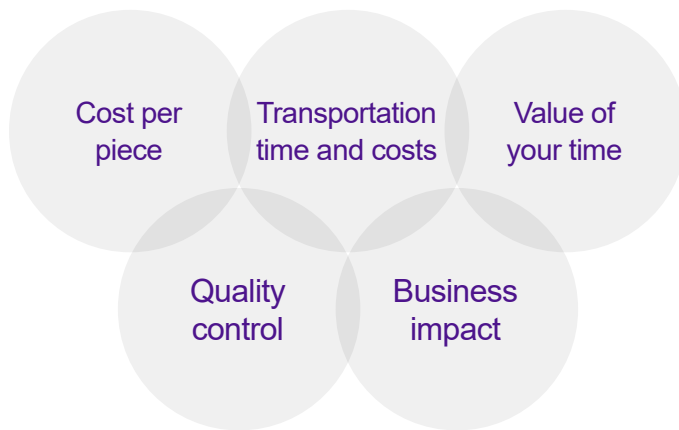 Cost per
piece
Transportation
time and costs
Value of
your time
Quality
control
Business
impact